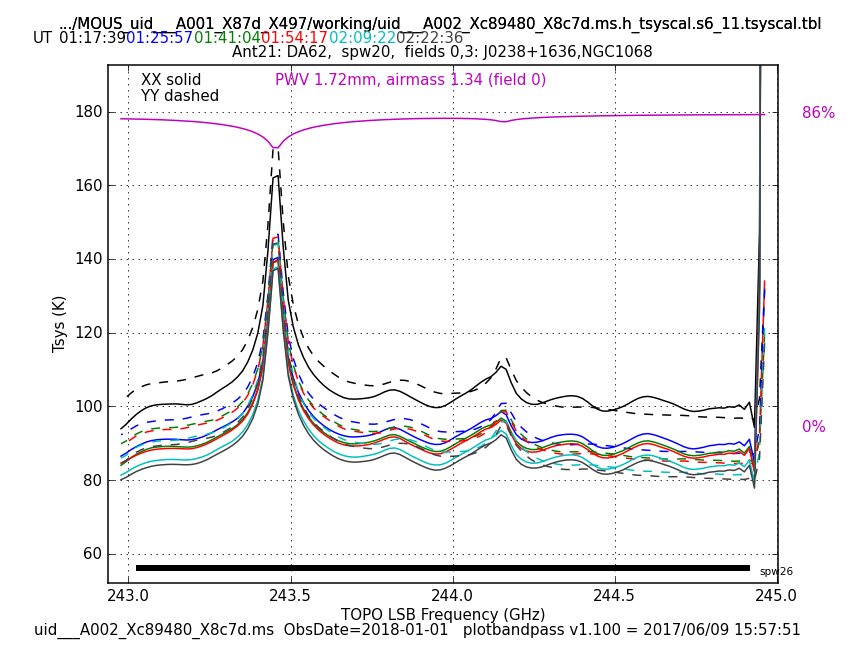 .../MOUS_uid___A001_X87d_X497/working/uid___A002_Xc89480_X8c7d.ms.h_tsyscal.s6_11.tsyscal.tbl
UT 01:17:39 01:25:57 01:41:04 01:54:17 02:09:22 02:22:36
Ant21: DA62, spw20, fields 0,3: J0238+1636,NGC1068
XX solid
YY dashed
PWV 1.72mm, airmass 1.34 (field 0)
86%
0%
180
160
140
120
100
80
60
Tsys (K)
spw26
243.0 243.5 244.0 244.5 245.0
TOPO LSB Frequency (GHz)
uid___A002_Xc89480_X8c7d.ms ObsDate=2018-01-01 plotbandpass v1.100 = 2017/06/09 15:57:51